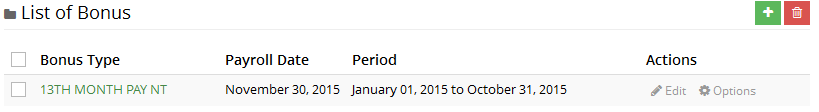 List of Bonus
Bonus Type Payroll Date Period Actions
13TH MONTH PAY NT November 30, 2015 January 01, 2015 to October 31, 2015 Edit Options